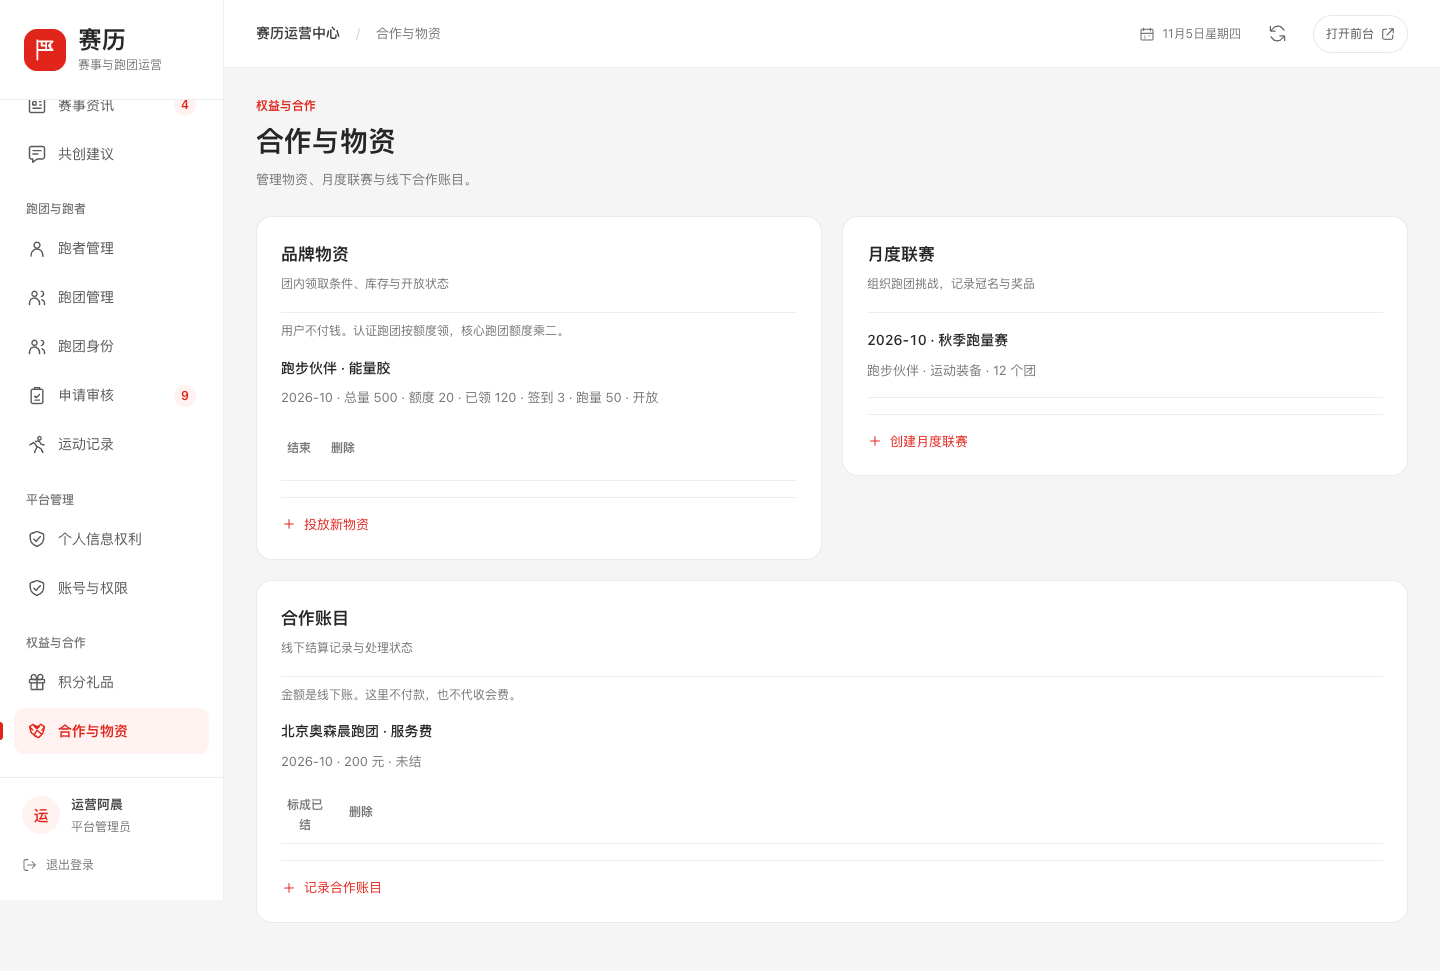 赛历
赛事与跑团运营
赛事资讯
4
共创建议
跑团与跑者
跑者管理
跑团管理
跑团身份
申请审核
9
运动记录
平台管理
个人信息权利
账号与权限
权益与合作
积分礼品
合作与物资
运
运营阿晨
平台管理员
退出登录
赛历运营中心 / 合作与物资
11月5日星期四
打开前台
权益与合作
合作与物资
管理物资、月度联赛与线下合作账目。
品牌物资
团内领取条件、库存与开放状态
用户不付钱。认证跑团按额度领，核心跑团额度乘二。
跑步伙伴 · 能量胶
2026-10 · 总量 500 · 额度 20 · 已领 120 · 签到 3 · 跑量 50 · 开放
结束 删除
投放新物资
月度联赛
组织跑团挑战，记录冠名与奖品
2026-10 · 秋季跑量赛
跑步伙伴 · 运动装备 · 12 个团
创建月度联赛
合作账目
线下结算记录与处理状态
金额是线下账。这里不付款，也不代收会费。
北京奥森晨跑团 · 服务费
2026-10 · 200 元 · 未结
标成已
结
删除
记录合作账目